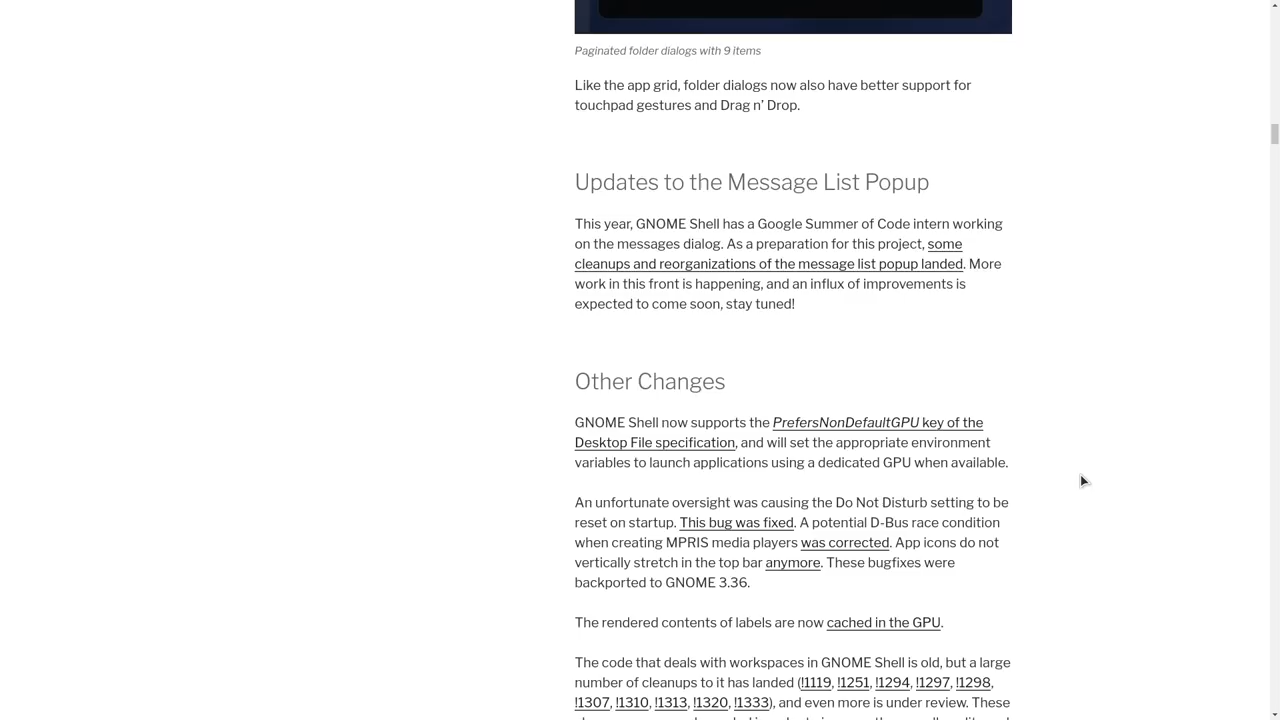 Paginated folder dialogs with 9 items
Like the app grid, folder dialogs now also have better support for
touchpad gestures and Drag n’ Drop.
Updates to the Message List Popup
This year, GNOME Shell has a Google Summer of Code intern working
on the messages dialog. As a preparation for this project, some
cleanups and reorganizations of the message list popup landed. More
work in this front is happening, and an influx of improvements is
expected to come soon, stay tuned!
Other Changes
GNOME Shell now supports the PrefersNonDefaultGPU key of the
Desktop File specification, and will set the appropriate environment
variables to launch applications using a dedicated GPU when available.
An unfortunate oversight was causing the Do Not Disturb setting to be
reset on startup. This bug was fixed. A potential D-Bus race condition
when creating MPRIS media players was corrected. App icons do not
vertically stretch in the top bar anymore. These bugfixes were
backported to GNOME 3.36.
The rendered contents of labels are now cached in the GPU.
The code that deals with workspaces in GNOME Shell is old, but a large
number of cleanups to it has landed (!1119, !1251, !1294, !1297, !1298,
!1307, !1310, !1313, !1320, !1333), and even more is under review. These